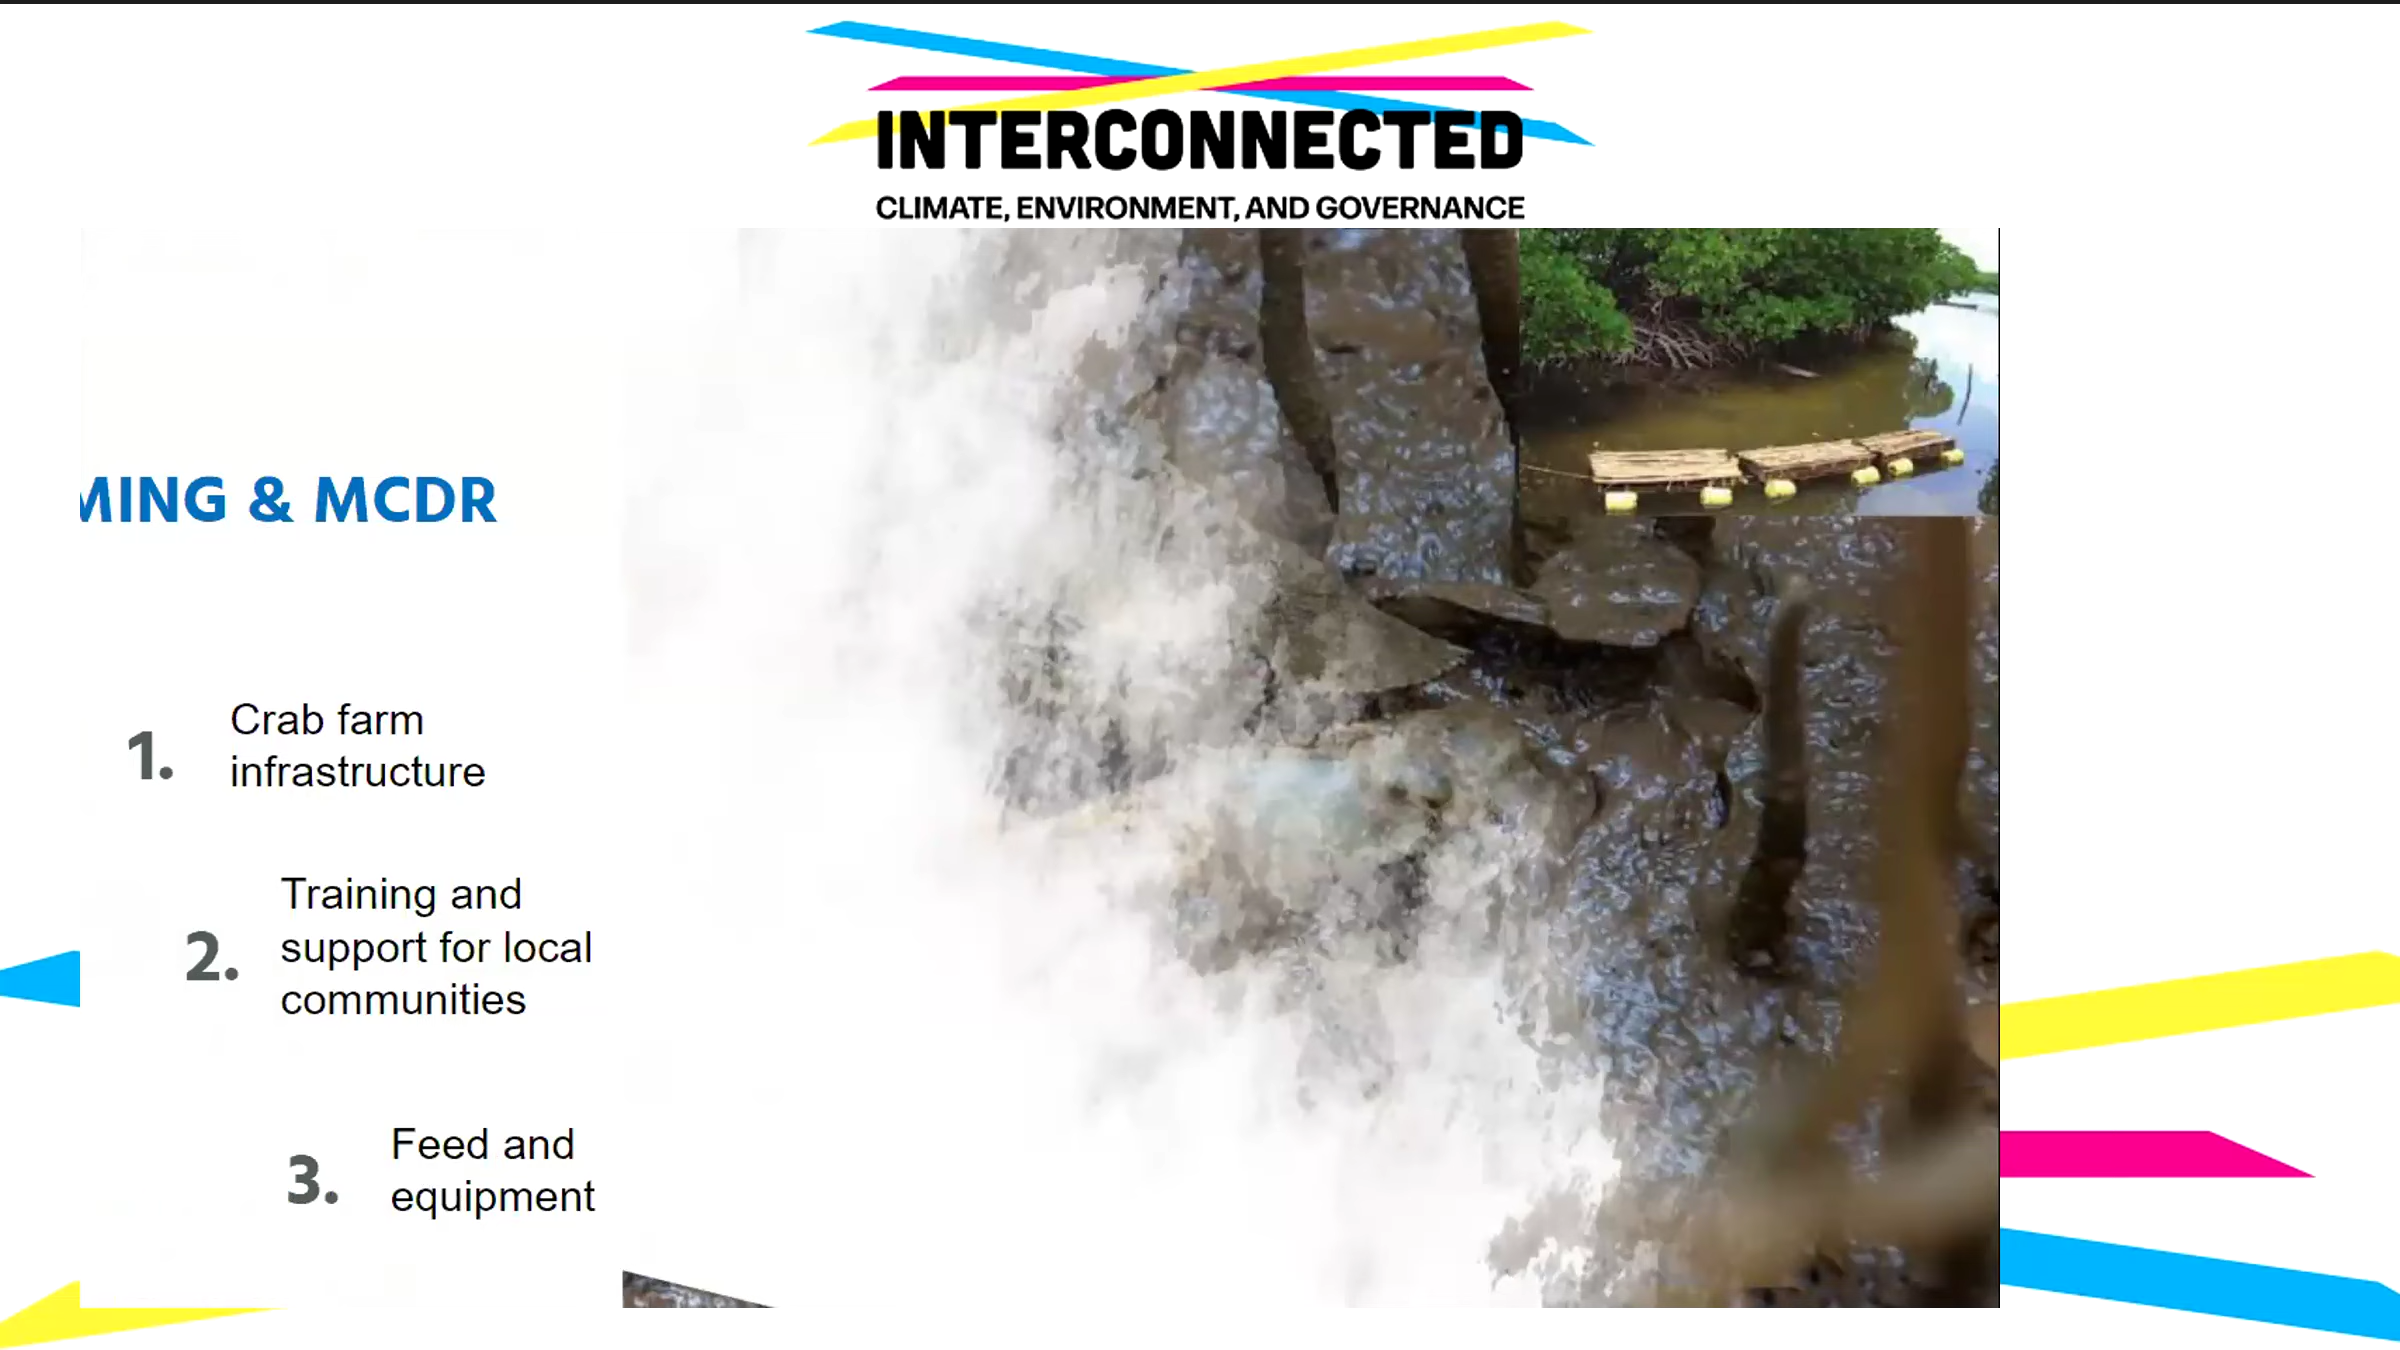 INTERCONNECTED
CLIMATE, ENVIRONMENT, AND GOVERNANCE
MING & MCDR
1. Crab farm
infrastructure
2. Training and
support for local
communities
3. Feed and
equipment